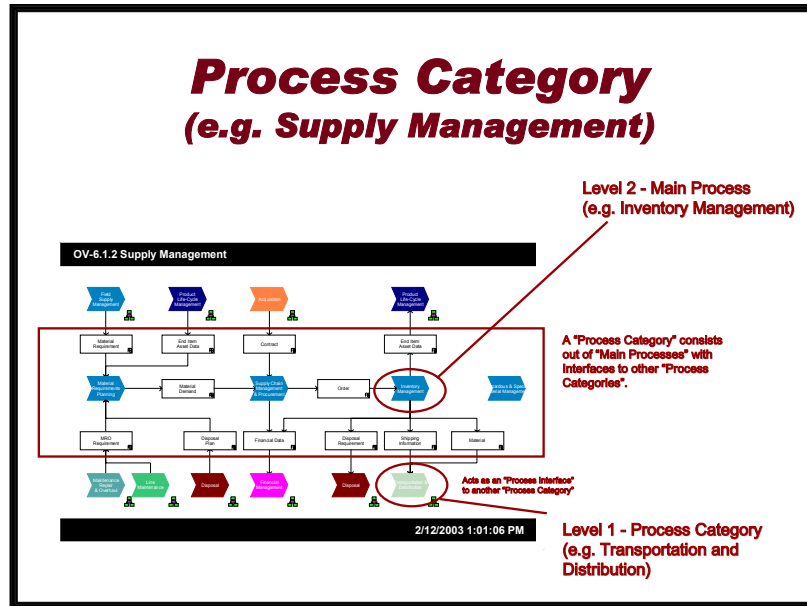 Process Category
(e.g. Supply Management)
Level 2 - Main Process
(e.g. Inventory Management)
OV-6.1.2 Supply Management
Field
Supply
Management
Product
Life-Cycle
Management
Acquisition
Product
Life-Cycle
Management
Material
Requirement
End Item
Asset Data
Contract
End Item
Asset Data
A "Process Category" consists
out of "Main Processes" with
interfaces to other "Process
Categories".
Material
Requirements
Planning
Material
Demand
Supply Chain
Management
& Procurement
Order
Inventory
Management
MRO
Requirement
Disposal
Plan
Financial Data
Disposal
Requirement
Shipping
Information
Material
Maintenance
Repair
& Overhaul
Line
Maintenance
Disposal
Financial
Management
Disposal
Acts as an "Process Interface"
to another "Process Category"
2/12/2003 1:01:06 PM
Level 1 - Process Category
(e.g. Transportation and
Distribution)